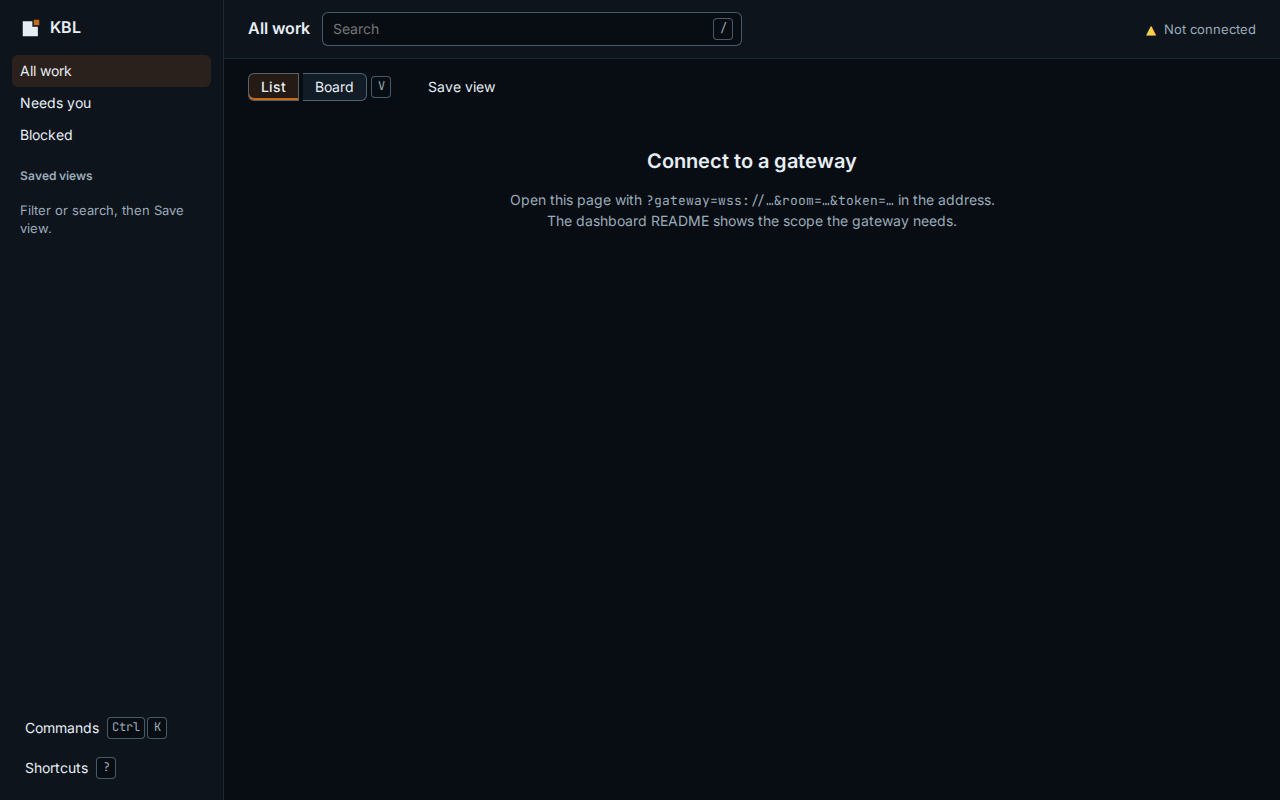 KBL
All work
Needs you
Blocked
Saved views
Filter or search, then Save
view.
Commands Ctrl K
Shortcuts ?
All work Search /
Not connected
List Board V Save view
Connect to a gateway
Open this page with ?gateway=wss://…&room=…&token=… in the address.
The dashboard README shows the scope the gateway needs.